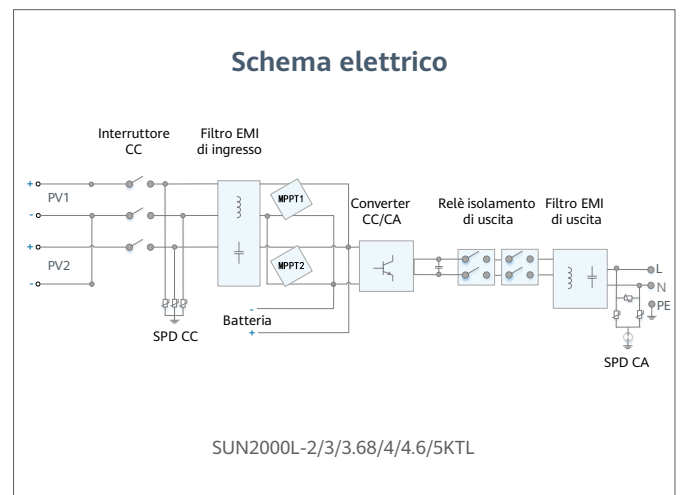 Schema elettrico
Interruttore
CC
Filtro EMI
di ingresso
+
PV1
-
+
PV2
-
SPD CC
MPPT1
MPPT2
-
Batteria
+
Converter
CC/CA
Relè isolamento
di uscita
Filtro EMI
di uscita
L
N
PE
SPD CA
SUN2000L-2/3/3.68/4/4.6/5KTL